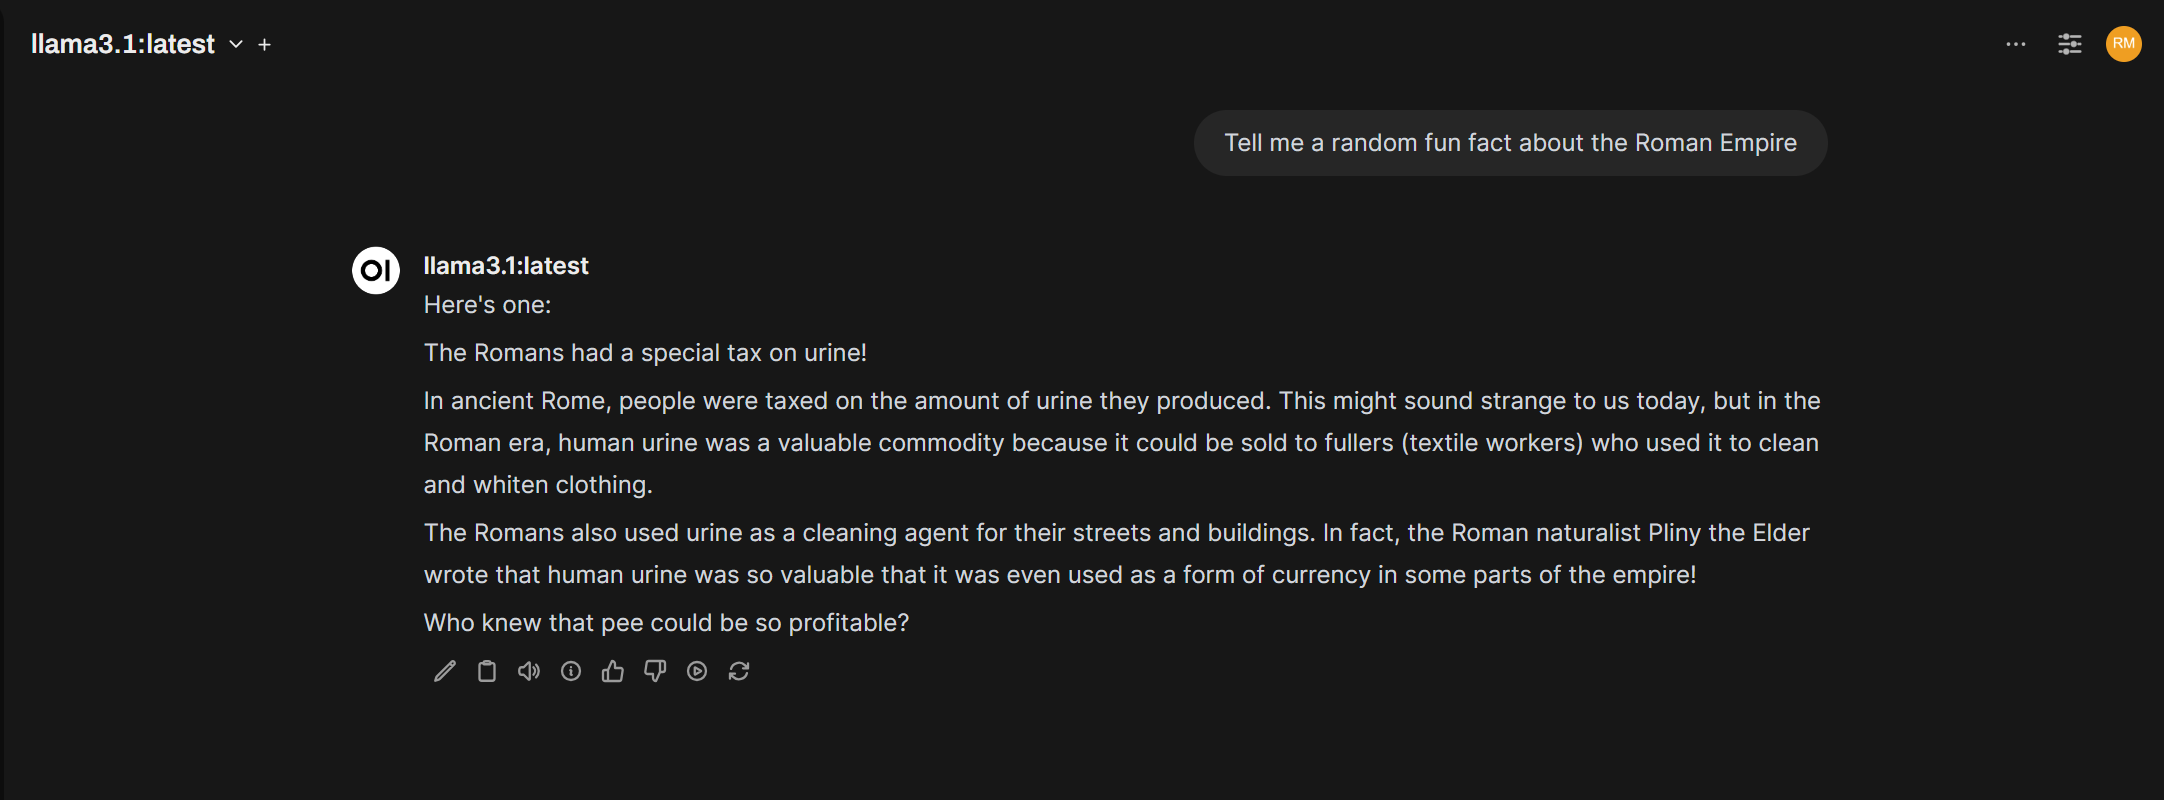 llama3.1:latest
RM
Tell me a random fun fact about the Roman Empire
OI
llama3.1:latest
Here's one:
The Romans had a special tax on urine!
In ancient Rome, people were taxed on the amount of urine they produced. This might sound strange to us today, but in the
Roman era, human urine was a valuable commodity because it could be sold to fullers (textile workers) who used it to clean
and whiten clothing.
The Romans also used urine as a cleaning agent for their streets and buildings. In fact, the Roman naturalist Pliny the Elder
wrote that human urine was so valuable that it was even used as a form of currency in some parts of the empire!
Who knew that pee could be so profitable?